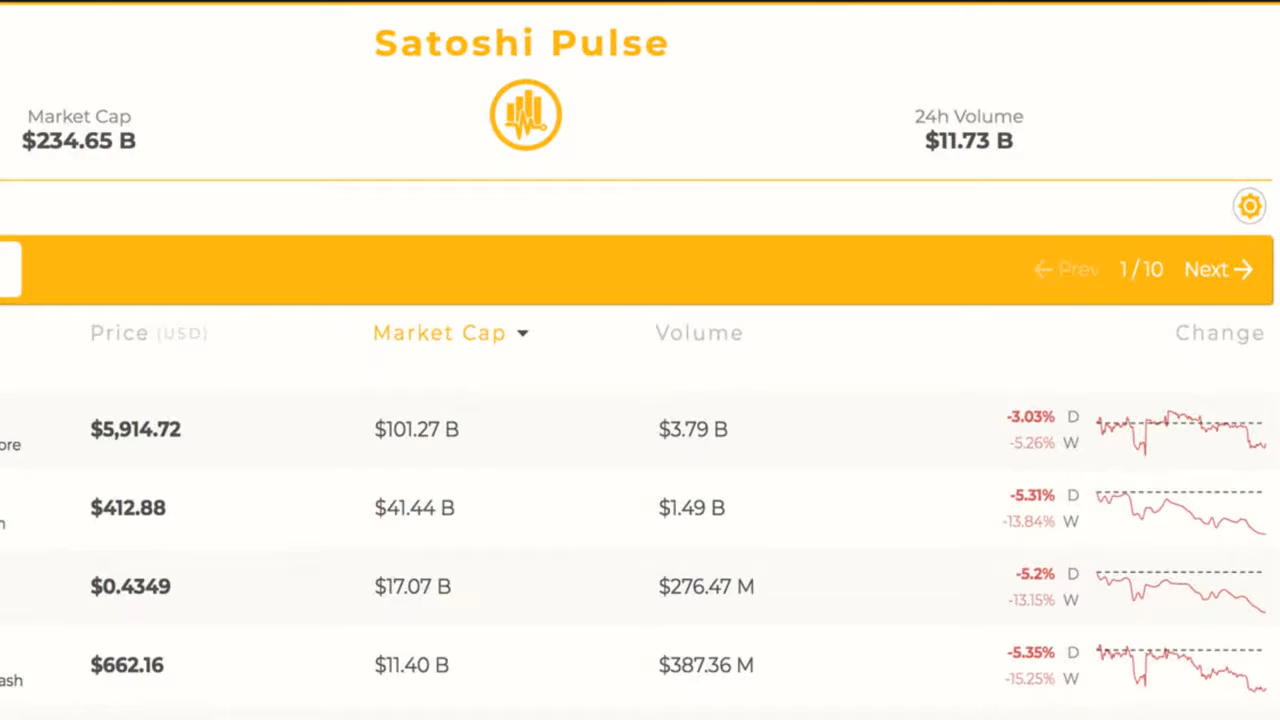 Satoshi Pulse
Market Cap
$234.65 B
24h Volume
$11.73 B
Prev 1 / 10 Next
Price (USD) Market Cap Volume Change
$5,914.72 $101.27 B $3.79 B -3.03% D
ore -5.26% W
$412.88 $41.44 B $1.49 B -5.31% D
-13.84% W
$0.4349 $17.07 B $276.47 M -5.2% D
-13.15% W
$662.16 $11.40 B $387.36 M -5.35% D
ash -15.25% W